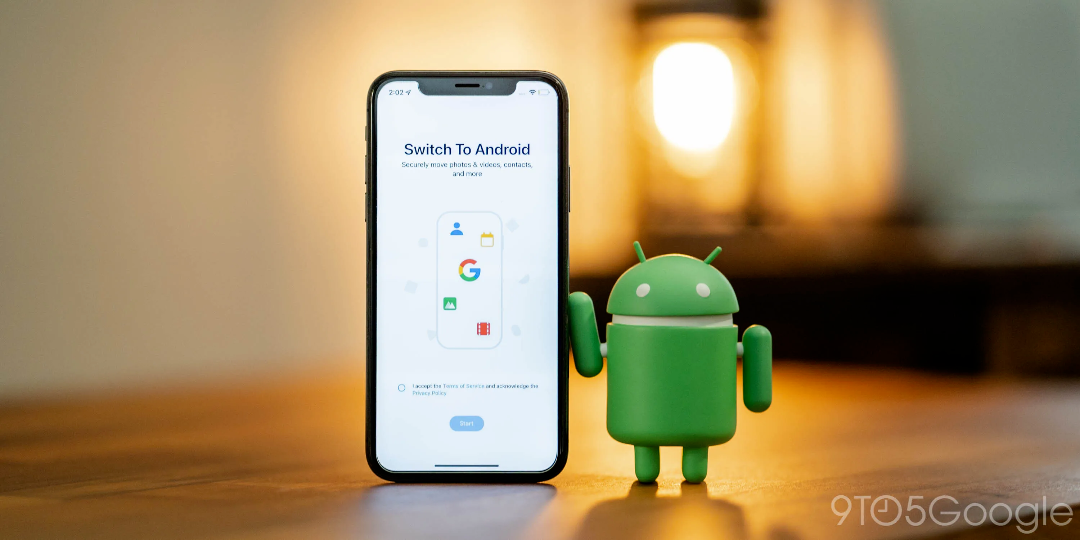 2:02
Switch To Android
Securely move photos & videos, contacts,
and more
G
I accept the Terms of Service and acknowledge the
Privacy Policy
Start
9TO5Google